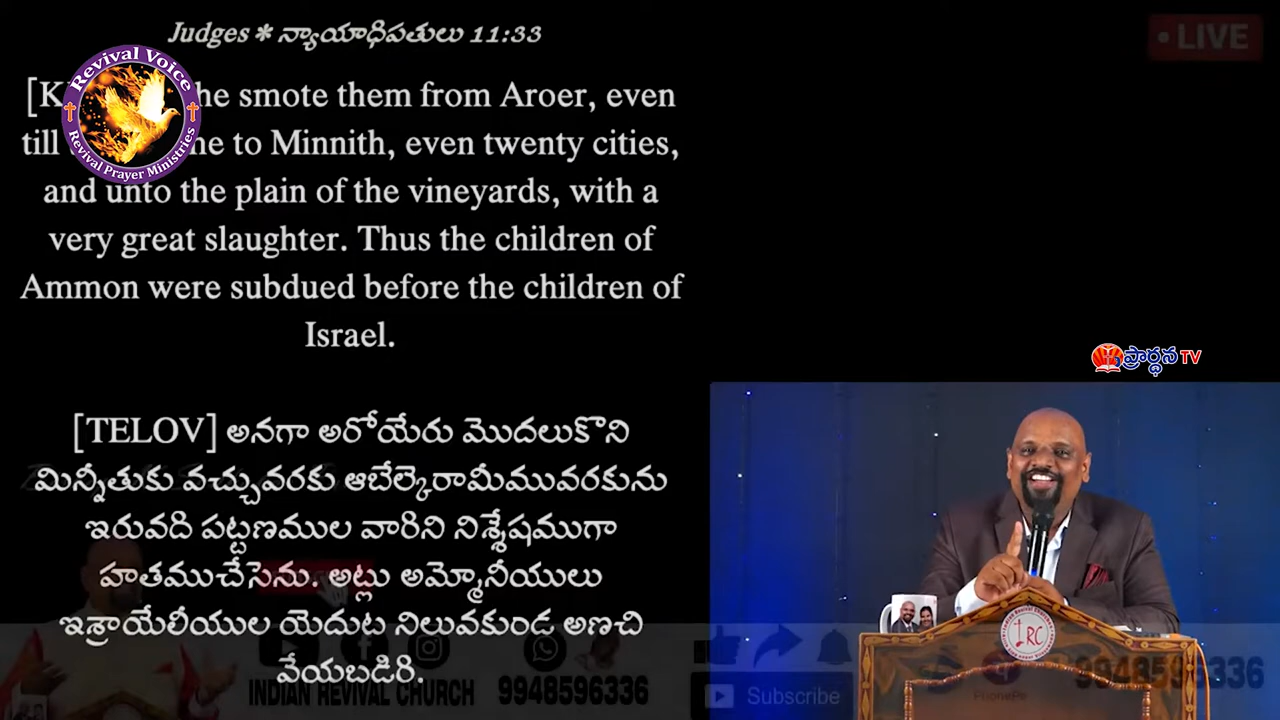 Judges * న్యాయాధిపతులు 11:33
• LIVE
Revival Voice
Revival Prayer Ministries
he smote them from Aroer, even
till to Minnith, even twenty cities,
and unto the plain of the vineyards, with a
very great slaughter. Thus the children of
Ammon were subdued before the children of
Israel.
ప్రార్థన TV
[TELOV] అనగా అరోయేరు మొదలుకొని
మిన్నీతుకు వచ్చువరకు ఆబేల్కెరామీమువరకును
ఇరువది పట్టణముల వారిని నిశ్శేషముగా
హతముచేసెను. అట్లు అమ్మోనీయులు
ఇశ్రాయేలీయుల యెదుట నిలువకుండ అణచి
వేయబడిరి.
INDIAN REVIVAL CHURCH 9948596336
Subscribe
PhonePe
9948596336
IRC